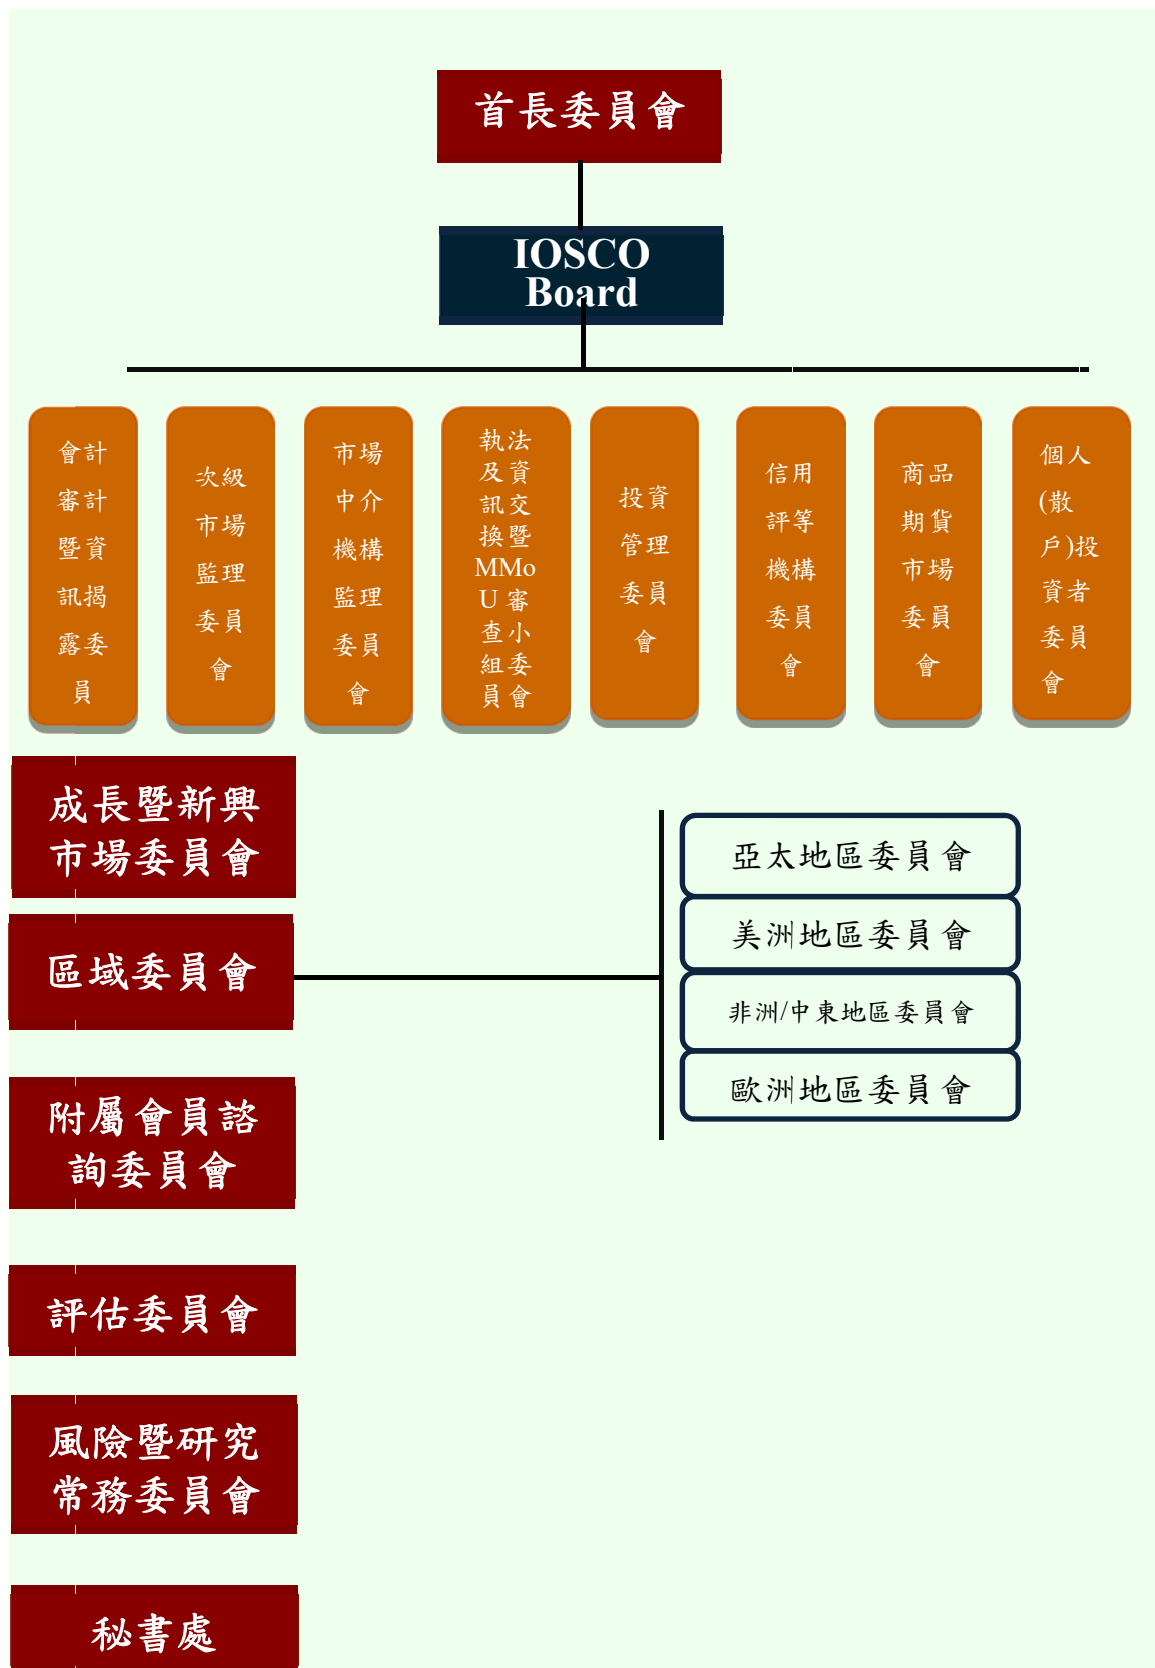 首長委員會
IOSCO
Board
會計
審計
暨資
訊揭
露委
員
次級
市場
監理
委員
會
市場
中介
機構
監理
委員
會
執法
及資
訊交
換暨
MMo
U 審
查小
組委
員會
投資
管理
委員
會
信用
評等
機構
委員
會
商品
期貨
市場
委員
會
個人
(散
戶)投
資者
委員
會
成長暨新興
市場委員會
區域委員會
亞太地區委員會
美洲地區委員會
非洲/中東地區委員會
歐洲地區委員會
附屬會員諮
詢委員會
評估委員會
風險暨研究
常務委員會
秘書處